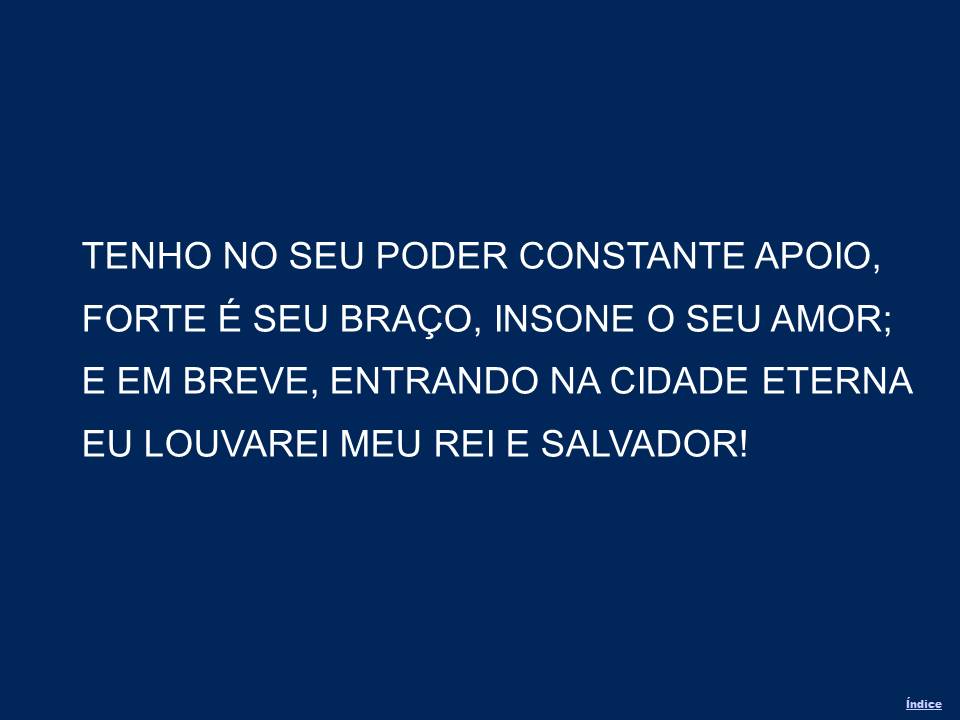 TENHO NO SEU PODER CONSTANTE APOIO,
FORTE É SEU BRAÇO, INSONE O SEU AMOR;
E EM BREVE, ENTRANDO NA CIDADE ETERNA
EU LOUVAREI MEU REI E SALVADOR!
Índice